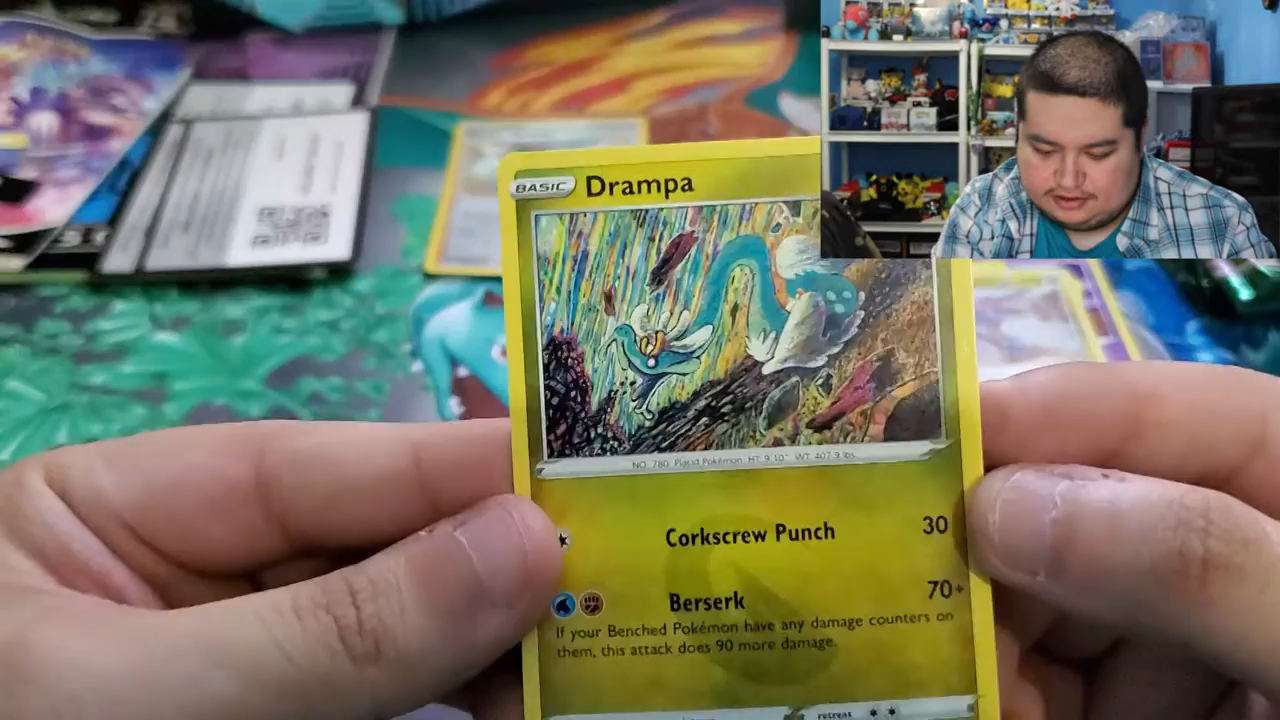 BASIC Drampa
NO. 780 Placid Pokémon HT: 9'10" WT: 407.9 lbs.
Corkscrew Punch 30
Berserk 70+
If your Benched Pokémon have any damage counters on
them, this attack does 90 more damage.
retreat